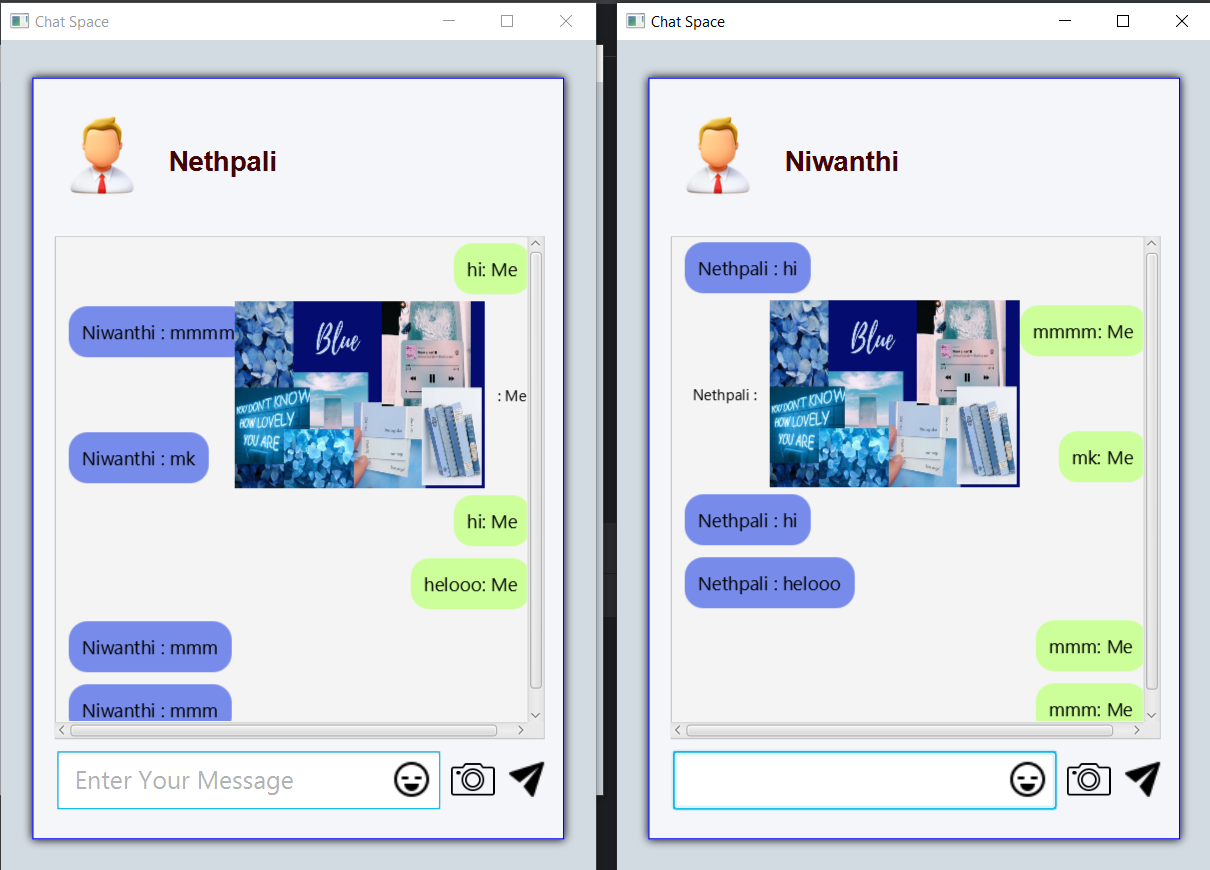 Chat Space
Nethpali
hi: Me
Niwanthi : mmmm
Blue
YOU DON'T KNOW
HOW LOVELY
YOU ARE
: Me
Niwanthi : mk
hi: Me
helooo: Me
Niwanthi : mmm
Niwanthi : mmm
Enter Your Message
Chat Space
Niwanthi
Nethpali : hi
mmmm: Me
Blue
YOU DON'T KNOW
HOW LOVELY
YOU ARE
Nethpali :
mk: Me
Nethpali : hi
Nethpali : helooo
mmm: Me
mmm: Me